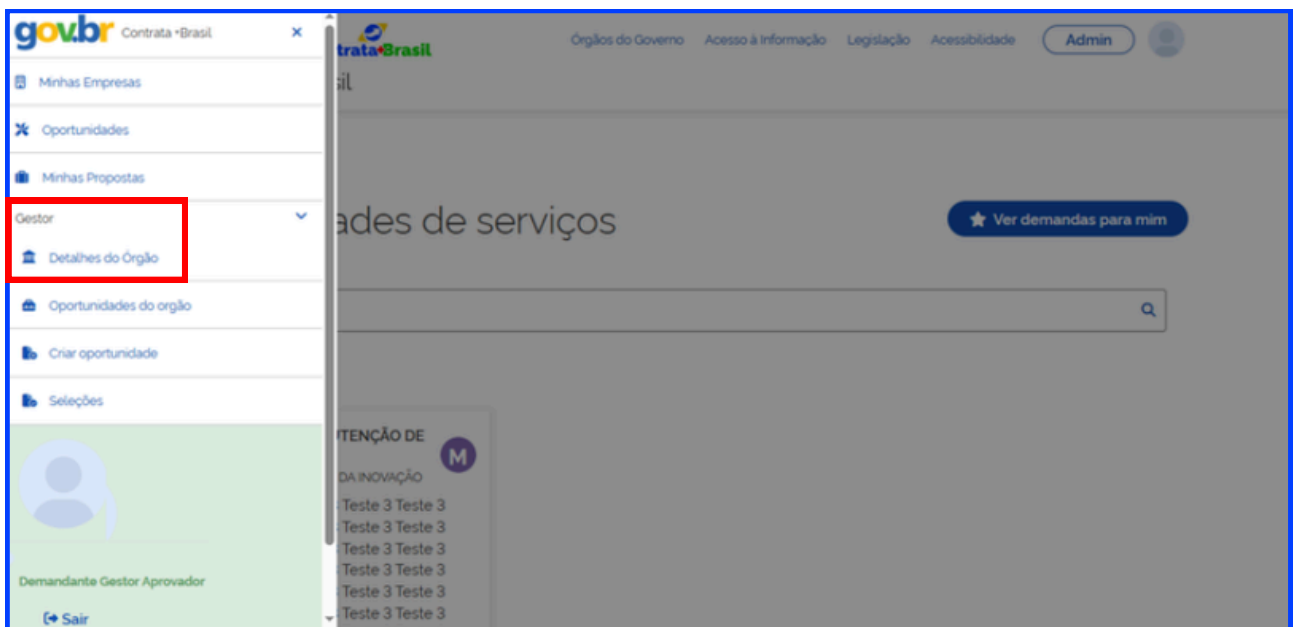 gov.br Contrata +Brasil
Minhas Empresas
Oportunidades
Minhas Propostas
Gestor
Detalhes do Órgão
Oportunidades do orgão
Criar oportunidade
Seleções
Demandante Gestor Aprovador
Sair
trata+Brasil
sil
Órgãos do Governo Acesso à Informação Legislação Acessibilidade Admin
ades de serviços
Ver demandas para mim
TENÇÃO DE
M
DA INOVAÇÃO
Teste 3 Teste 3
Teste 3 Teste 3
Teste 3 Teste 3
Teste 3 Teste 3
Teste 3 Teste 3
Teste 3 Teste 3